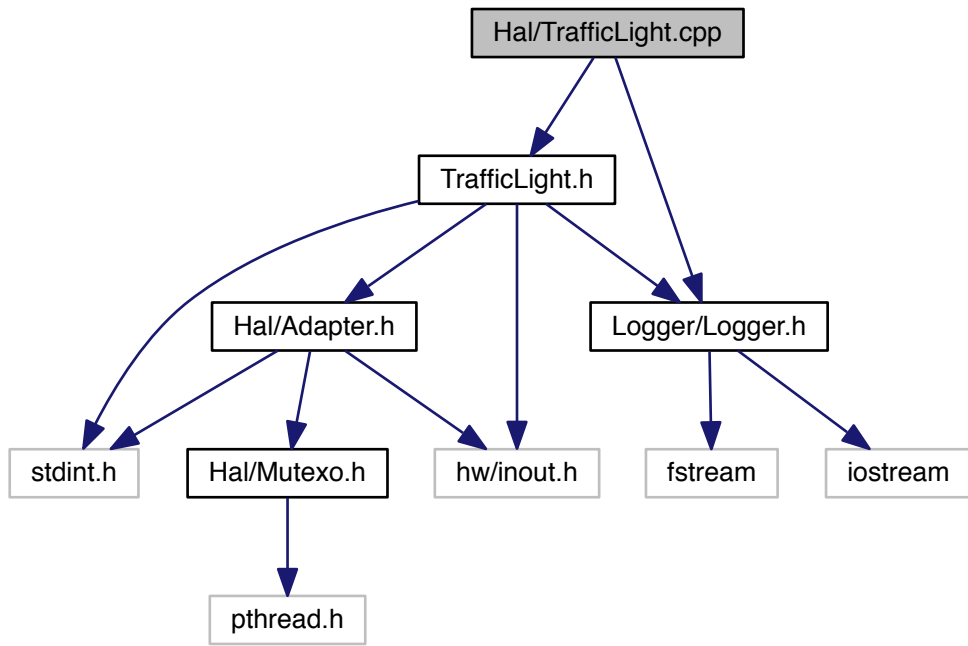 Hal/TrafficLight.cpp
TrafficLight.h
Hal/Adapter.h
Logger/Logger.h
stdint.h
Hal/Mutexo.h
hw/inout.h
fstream
iostream
pthread.h